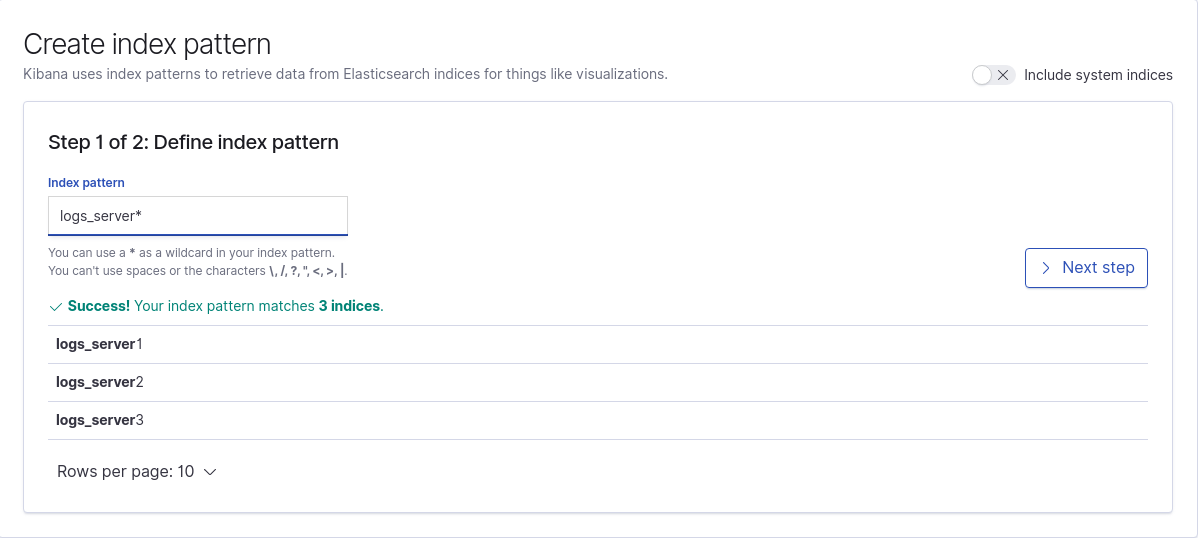 Create index pattern
Kibana uses index patterns to retrieve data from Elasticsearch indices for things like visualizations.
Include system indices
Step 1 of 2: Define index pattern
Index pattern
logs_server*
You can use a * as a wildcard in your index pattern.
You can't use spaces or the characters \, /, ?, ", <, >, |.
Next step
Success! Your index pattern matches 3 indices.
logs_server1
logs_server2
logs_server3
Rows per page: 10